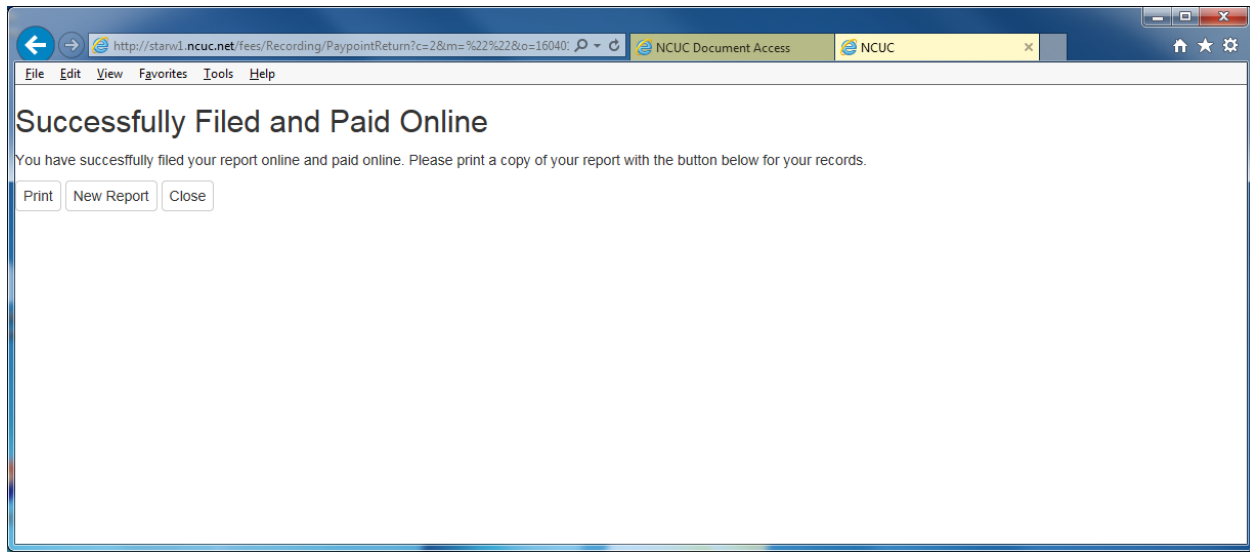 http://starw1.ncuc.net/fees/Recording/PaypointReturn?c=2&m=%22%22&o=16040: NCUC Document Access NCUC
File Edit View Favorites Tools Help
Successfully Filed and Paid Online
You have succesffully filed your report online and paid online. Please print a copy of your report with the button below for your records.
Print New Report Close